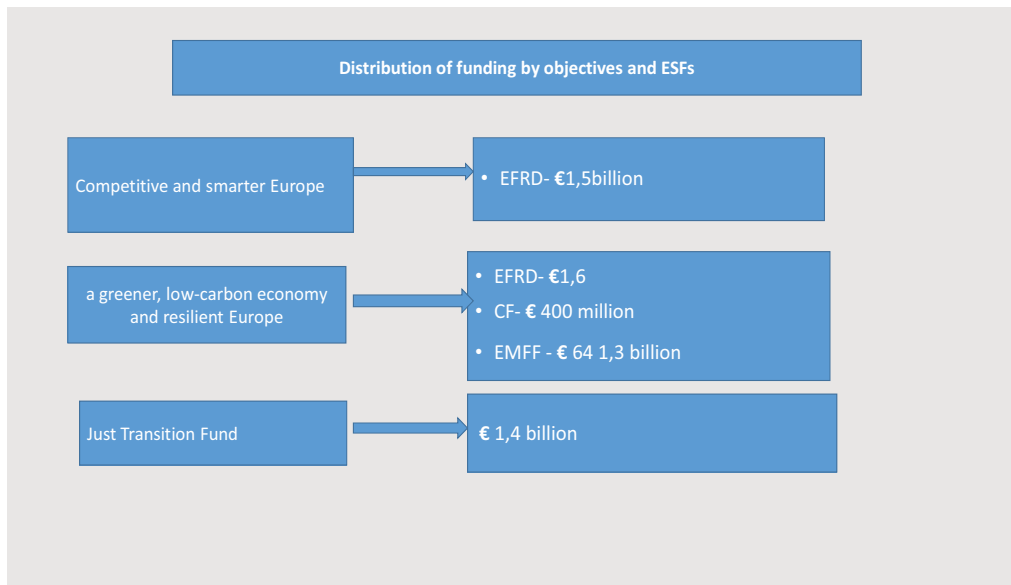 Distribution of funding by objectives and ESFs
Competitive and smarter Europe
• EFRD- €1,5billion
a greener, low-carbon economy
and resilient Europe
• EFRD- €1,6
• CF- € 400 million
• EMFF - € 64 1,3 billion
Just Transition Fund
€ 1,4 billion